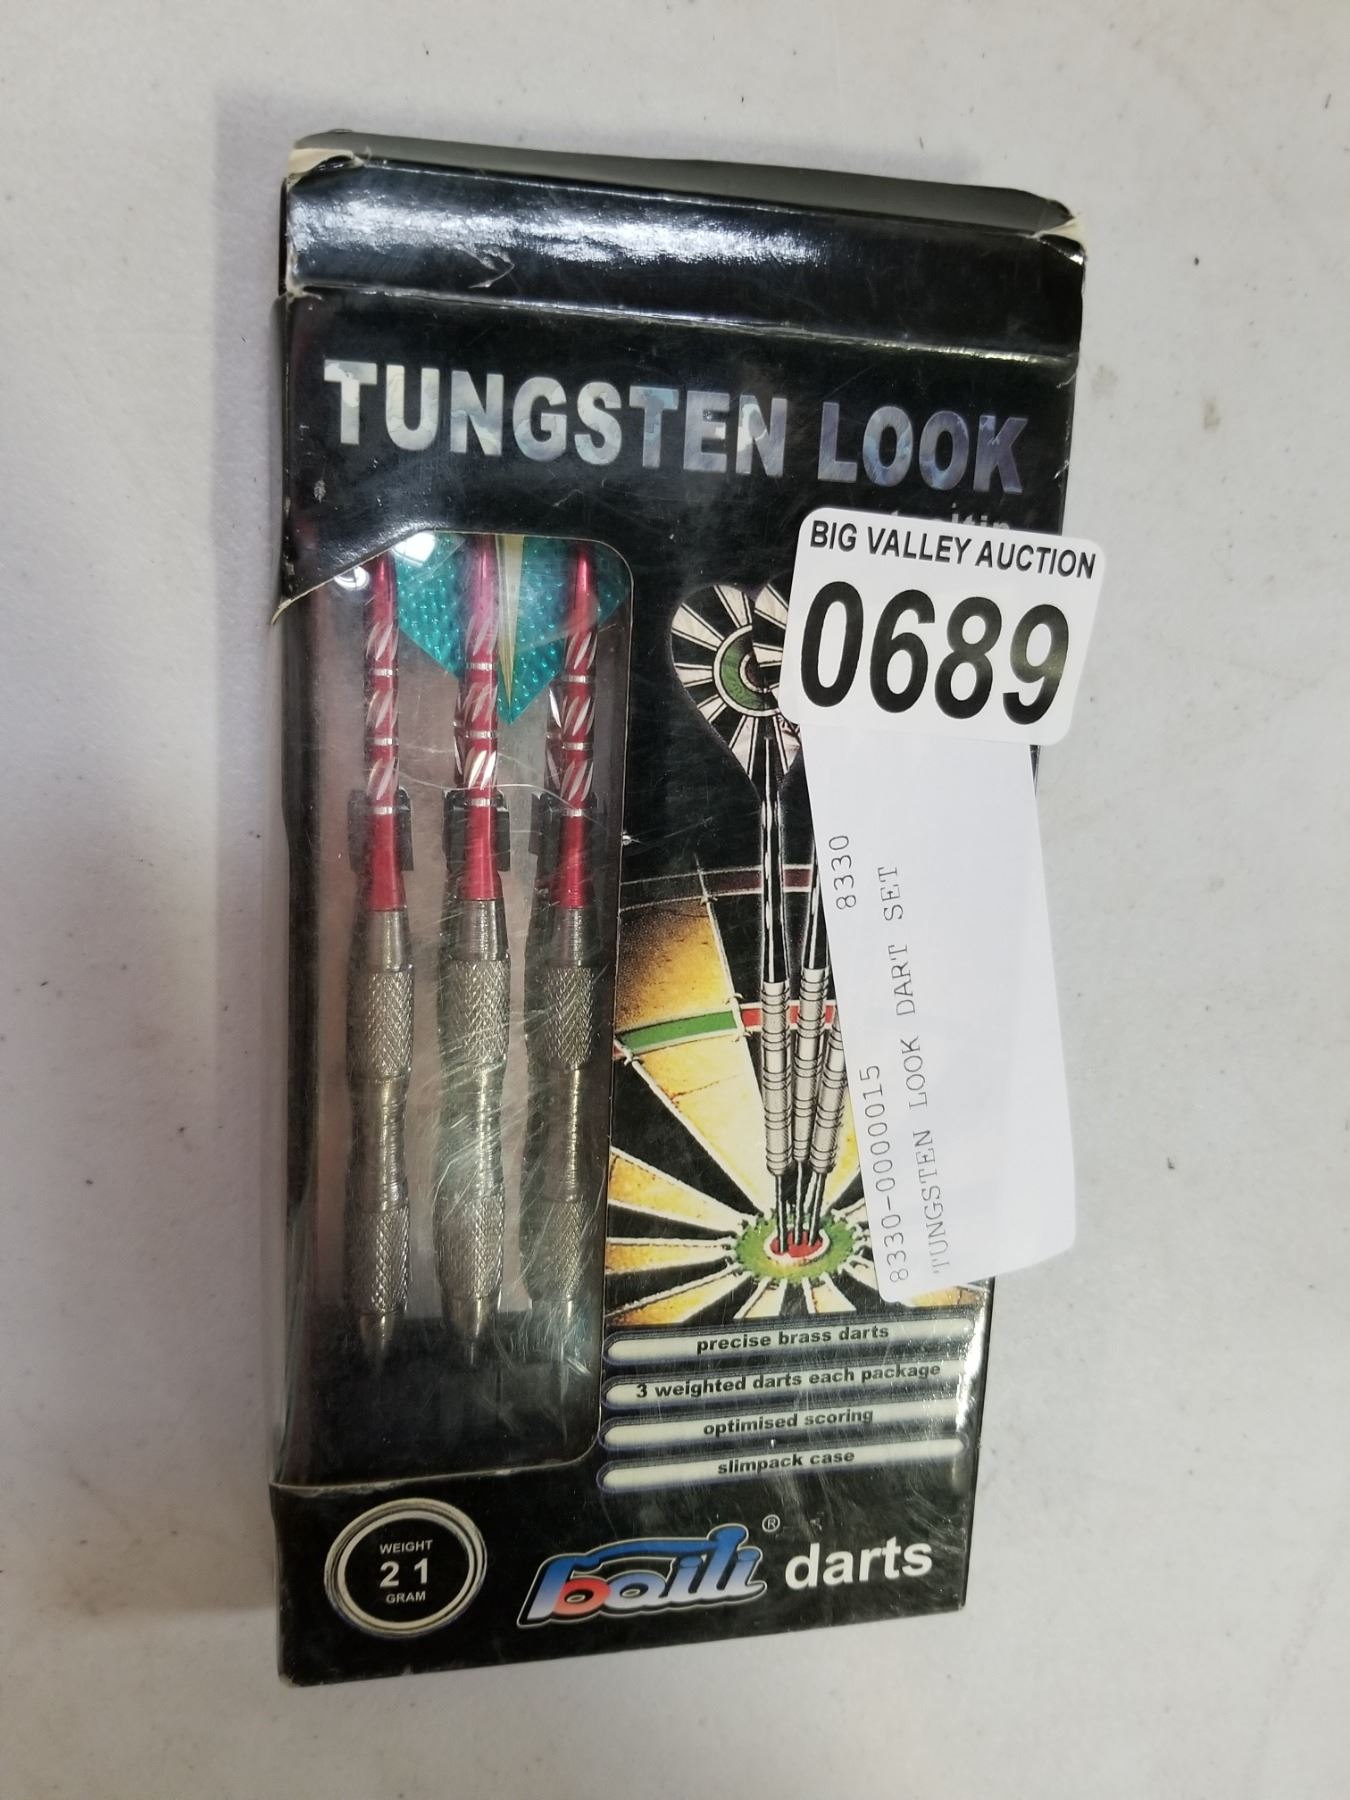 TUNGSTEN LOOK
BIG VALLEY AUCTION
0689
8330
8330-0000015
TUNGSTEN LOOK DART SET
precise brass darts
3 weighted darts each package
optimised scoring
slimpack case
WEIGHT
21
GRAM
baili® darts